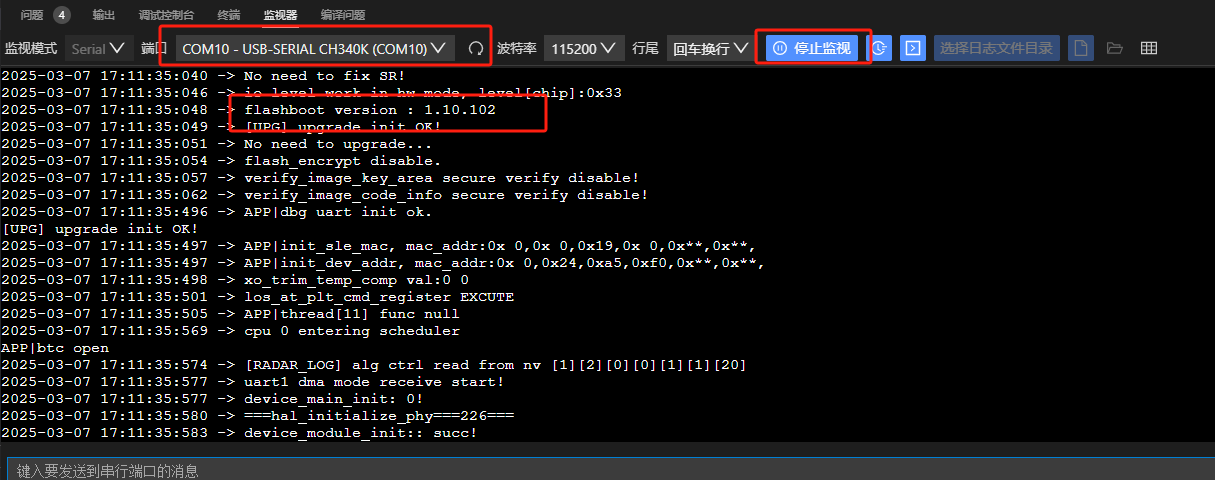 问题 4 输出 调试控制台 终端 监视器 编译问题
监视模式 Serial 端口 COM10 - USB-SERIAL CH340K (COM10) 波特率 115200 行尾 回车换行 停止监视 选择日志文件目录
2025-03-07 17:11:35:040 -> No need to fix SR!
2025-03-07 17:11:35:046 -> io level work in hw mode, level[chip]:0x33
2025-03-07 17:11:35:048 -> flashboot version : 1.10.102
2025-03-07 17:11:35:049 -> [UPG] upgrade init OK!
2025-03-07 17:11:35:051 -> No need to upgrade...
2025-03-07 17:11:35:054 -> flash_encrypt disable.
2025-03-07 17:11:35:057 -> verify_image_key_area secure verify disable!
2025-03-07 17:11:35:062 -> verify_image_code_info secure verify disable!
2025-03-07 17:11:35:496 -> APP|dbg uart init ok.
[UPG] upgrade init OK!
2025-03-07 17:11:35:497 -> APP|init_sle_mac, mac_addr:0x 0,0x 0,0x19,0x 0,0x**,0x**,
2025-03-07 17:11:35:497 -> APP|init_dev_addr, mac_addr:0x 0,0x24,0xa5,0xf0,0x**,0x**,
2025-03-07 17:11:35:498 -> xo_trim_temp_comp val:0 0
2025-03-07 17:11:35:501 -> los_at_plt_cmd_register EXCUTE
2025-03-07 17:11:35:505 -> APP|thread[11] func null
2025-03-07 17:11:35:569 -> cpu 0 entering scheduler
APP|btc open
2025-03-07 17:11:35:574 -> [RADAR_LOG] alg ctrl read from nv [1][2][0][0][1][1][20]
2025-03-07 17:11:35:577 -> uart1 dma mode receive start!
2025-03-07 17:11:35:577 -> device_main_init: 0!
2025-03-07 17:11:35:580 -> ===hal_initialize_phy===226===
2025-03-07 17:11:35:583 -> device_module_init:: succ!
键入要发送到串行端口的消息